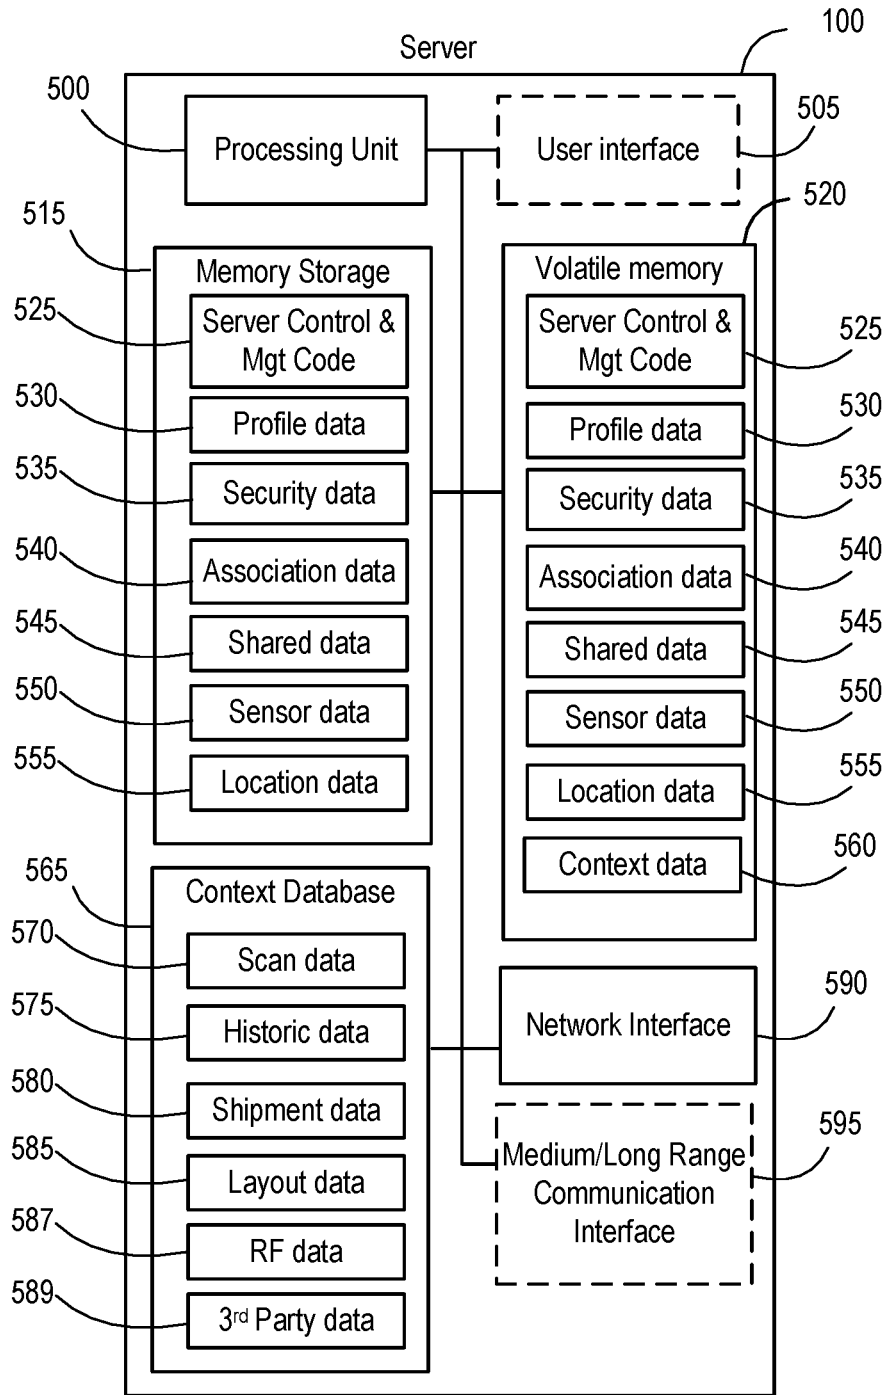 Server
100
500
Processing Unit
User interface
505
515
Memory Storage
525
Server Control &
Mgt Code
530
Profile data
535
Security data
540
Association data
545
Shared data
550
Sensor data
555
Location data
520
Volatile memory
Server Control &
Mgt Code
525
Profile data
530
Security data
535
Association data
540
Shared data
545
Sensor data
550
Location data
555
Context data
560
565
Context Database
570
Scan data
575
Historic data
580
Shipment data
585
Layout data
587
RF data
589
3rd Party data
Network Interface
590
Medium/Long Range
Communication
Interface
595